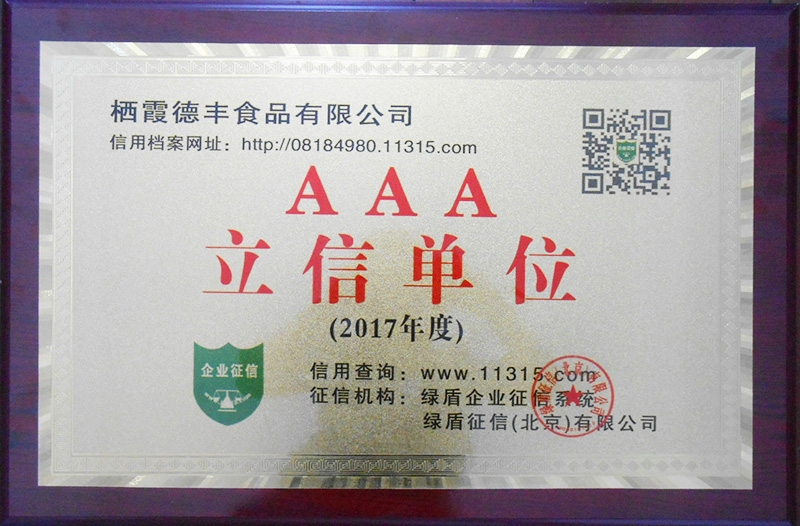 栖霞德丰食品有限公司
信用档案网址：http://08184980.11315.com
AAA
立信单位
(2017年度)
企业征信
信用查询：www.11315.com
征信机构：绿盾企业征信系统
绿盾征信(北京)有限公司